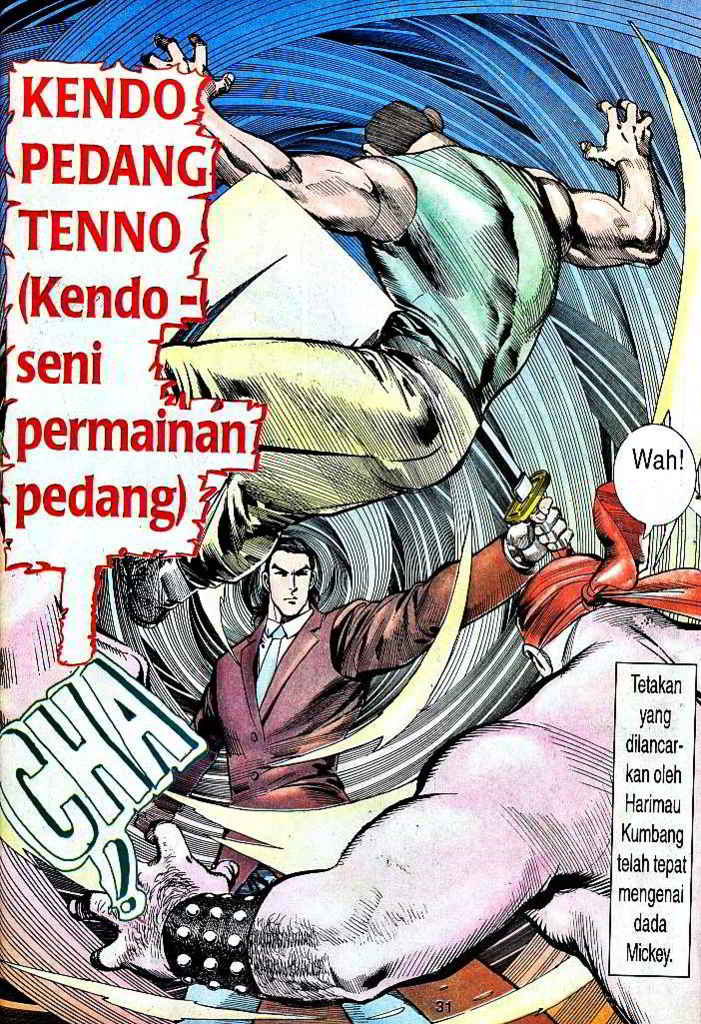 KENDO
PEDANG
TENNO
(Kendo -
seni
permainan
pedang)
Wah!
CHA!
Tetakan
yang
dilancar-
kan oleh
Harimau
Kumbang
telah tepat
mengenai
dada
Mickey.
31